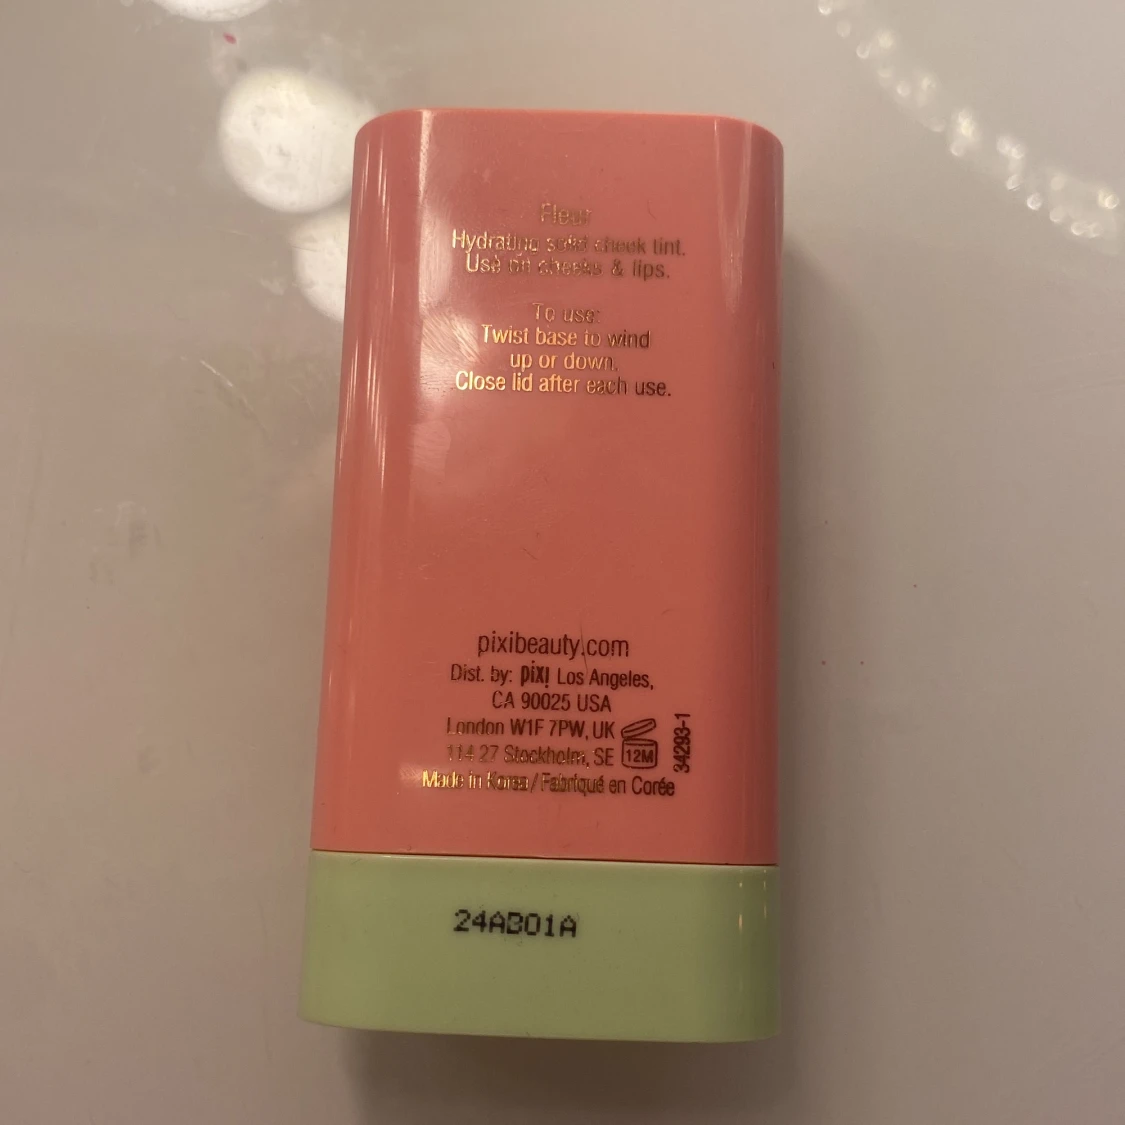 Fleur
Hydrating solid cheek tint.
Use on cheeks & lips.
To use:
Twist base to wind
up or down.
Close lid after each use.
pixibeauty.com
Dist. by: pixi Los Angeles,
CA 90025 USA
London W1F 7PW, UK
114 27 Stockholm, SE
12M
34293-1
Made in Korea / Fabriqué en Corée
24AB01A